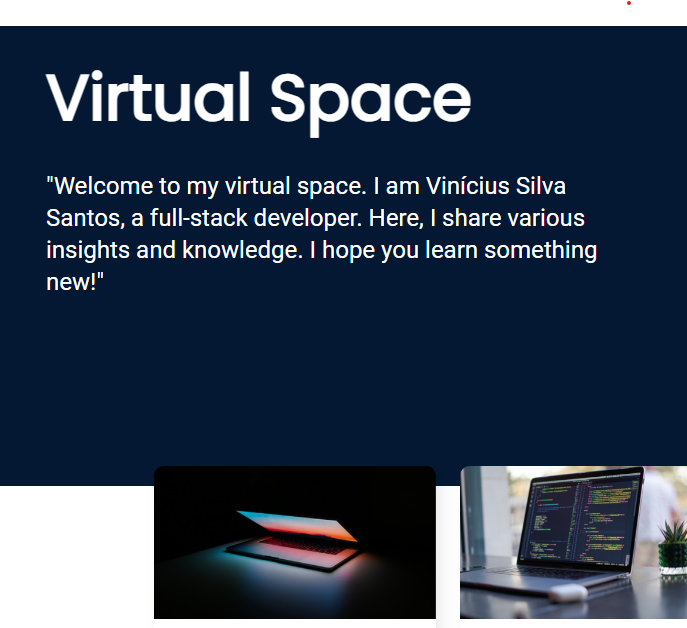 Virtual Space
"Welcome to my virtual space. I am Vinícius Silva
Santos, a full-stack developer. Here, I share various
insights and knowledge. I hope you learn something
new!"